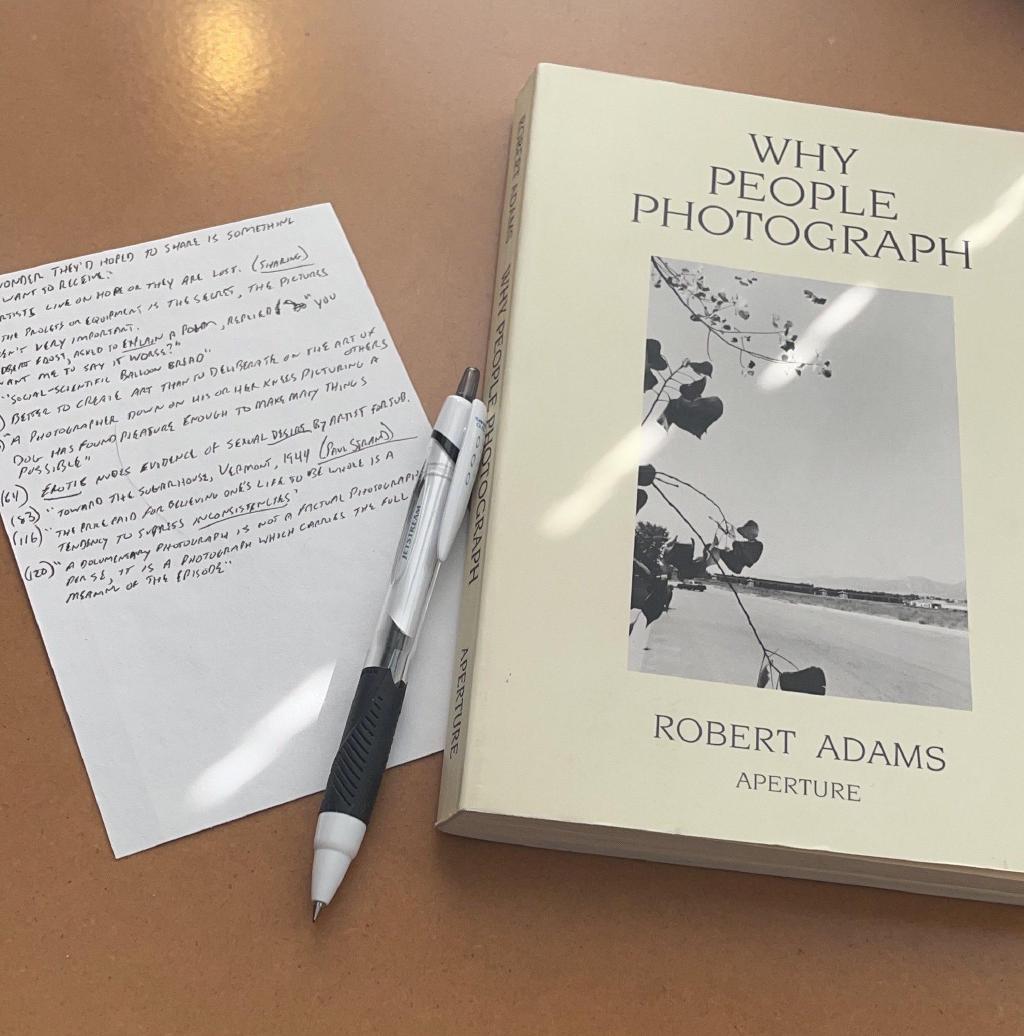 WONDER THEY'D HOPED TO SHARE IS SOMETHING
WANT TO RECEIVE.
ARTISTS LIVE ON HOPE OR THEY ARE LOST. (SHARING)
THE PROCESS OR EQUIPMENT IS THE SECRET, THE PICTURES
EN'T VERY IMPORTANT.
OBERT FROST, ASKED TO EXPLAIN A POEM, REPLIED "YOU
ANT ME TO SAY IT WORSE?"
"SOCIAL-SCIENTIFIC BALLOON BREAD"
) BETTER TO CREATE ART THAN TO DELIBERATE ON THE ART OF
OTHERS
"A PHOTOGRAPHER DOWN ON HIS OR HER KNEES PICTURING A
DOG HAS FOUND PLEASURE ENOUGH TO MAKE MANY THINGS
POSSIBLE"
(64) EROTIC NUDES EVIDENCE OF SEXUAL DESIRE BY ARTIST FOR SUB.
(83) "TOWARD THE SUGARHOUSE, VERMONT, 1944 (PAUL STRAND)
(116) "THE PRICE PAID FOR BELIEVING ONE'S LIFE TO BE WHOLE IS A
TENDENCY TO SUPRESS INCONSISTENCIES"
(120) "A DOCUMENTARY PHOTOGRAPH IS NOT A FACTUAL PHOTOGRAPH
PER SE, IT IS A PHOTOGRAPH WHICH CARRIES THE FULL
MEANING OF THE EPISODE"
JETSTREAM
ROBERT ADAMS WHY PEOPLE PHOTOGRAPH APERTURE
WHY
PEOPLE
PHOTOGRAPH
ROBERT ADAMS
APERTURE